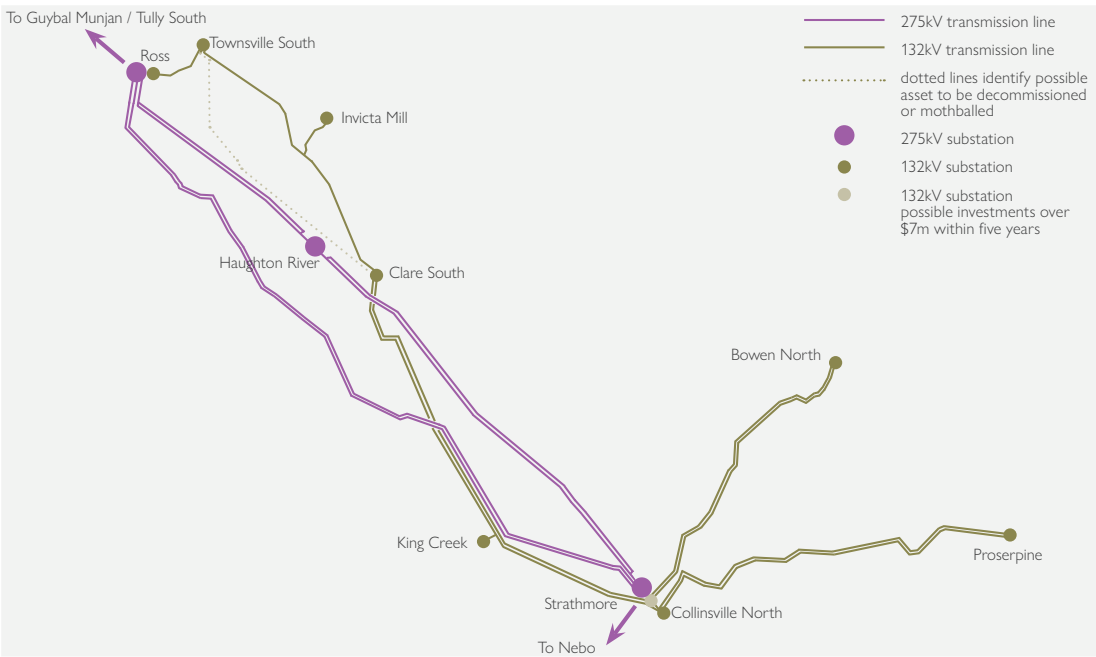 To Guybal Munjan / Tully South
Ross
Townsville South
Invicta Mill
Haughton River
Clare South
Bowen North
King Creek
Proserpine
Strathmore
Collinsville North
To Nebo
275kV transmission line
132kV transmission line
dotted lines identify possible
asset to be decommissioned
or mothballed
275kV substation
132kV substation
132kV substation
possible investments over
$7m within five years